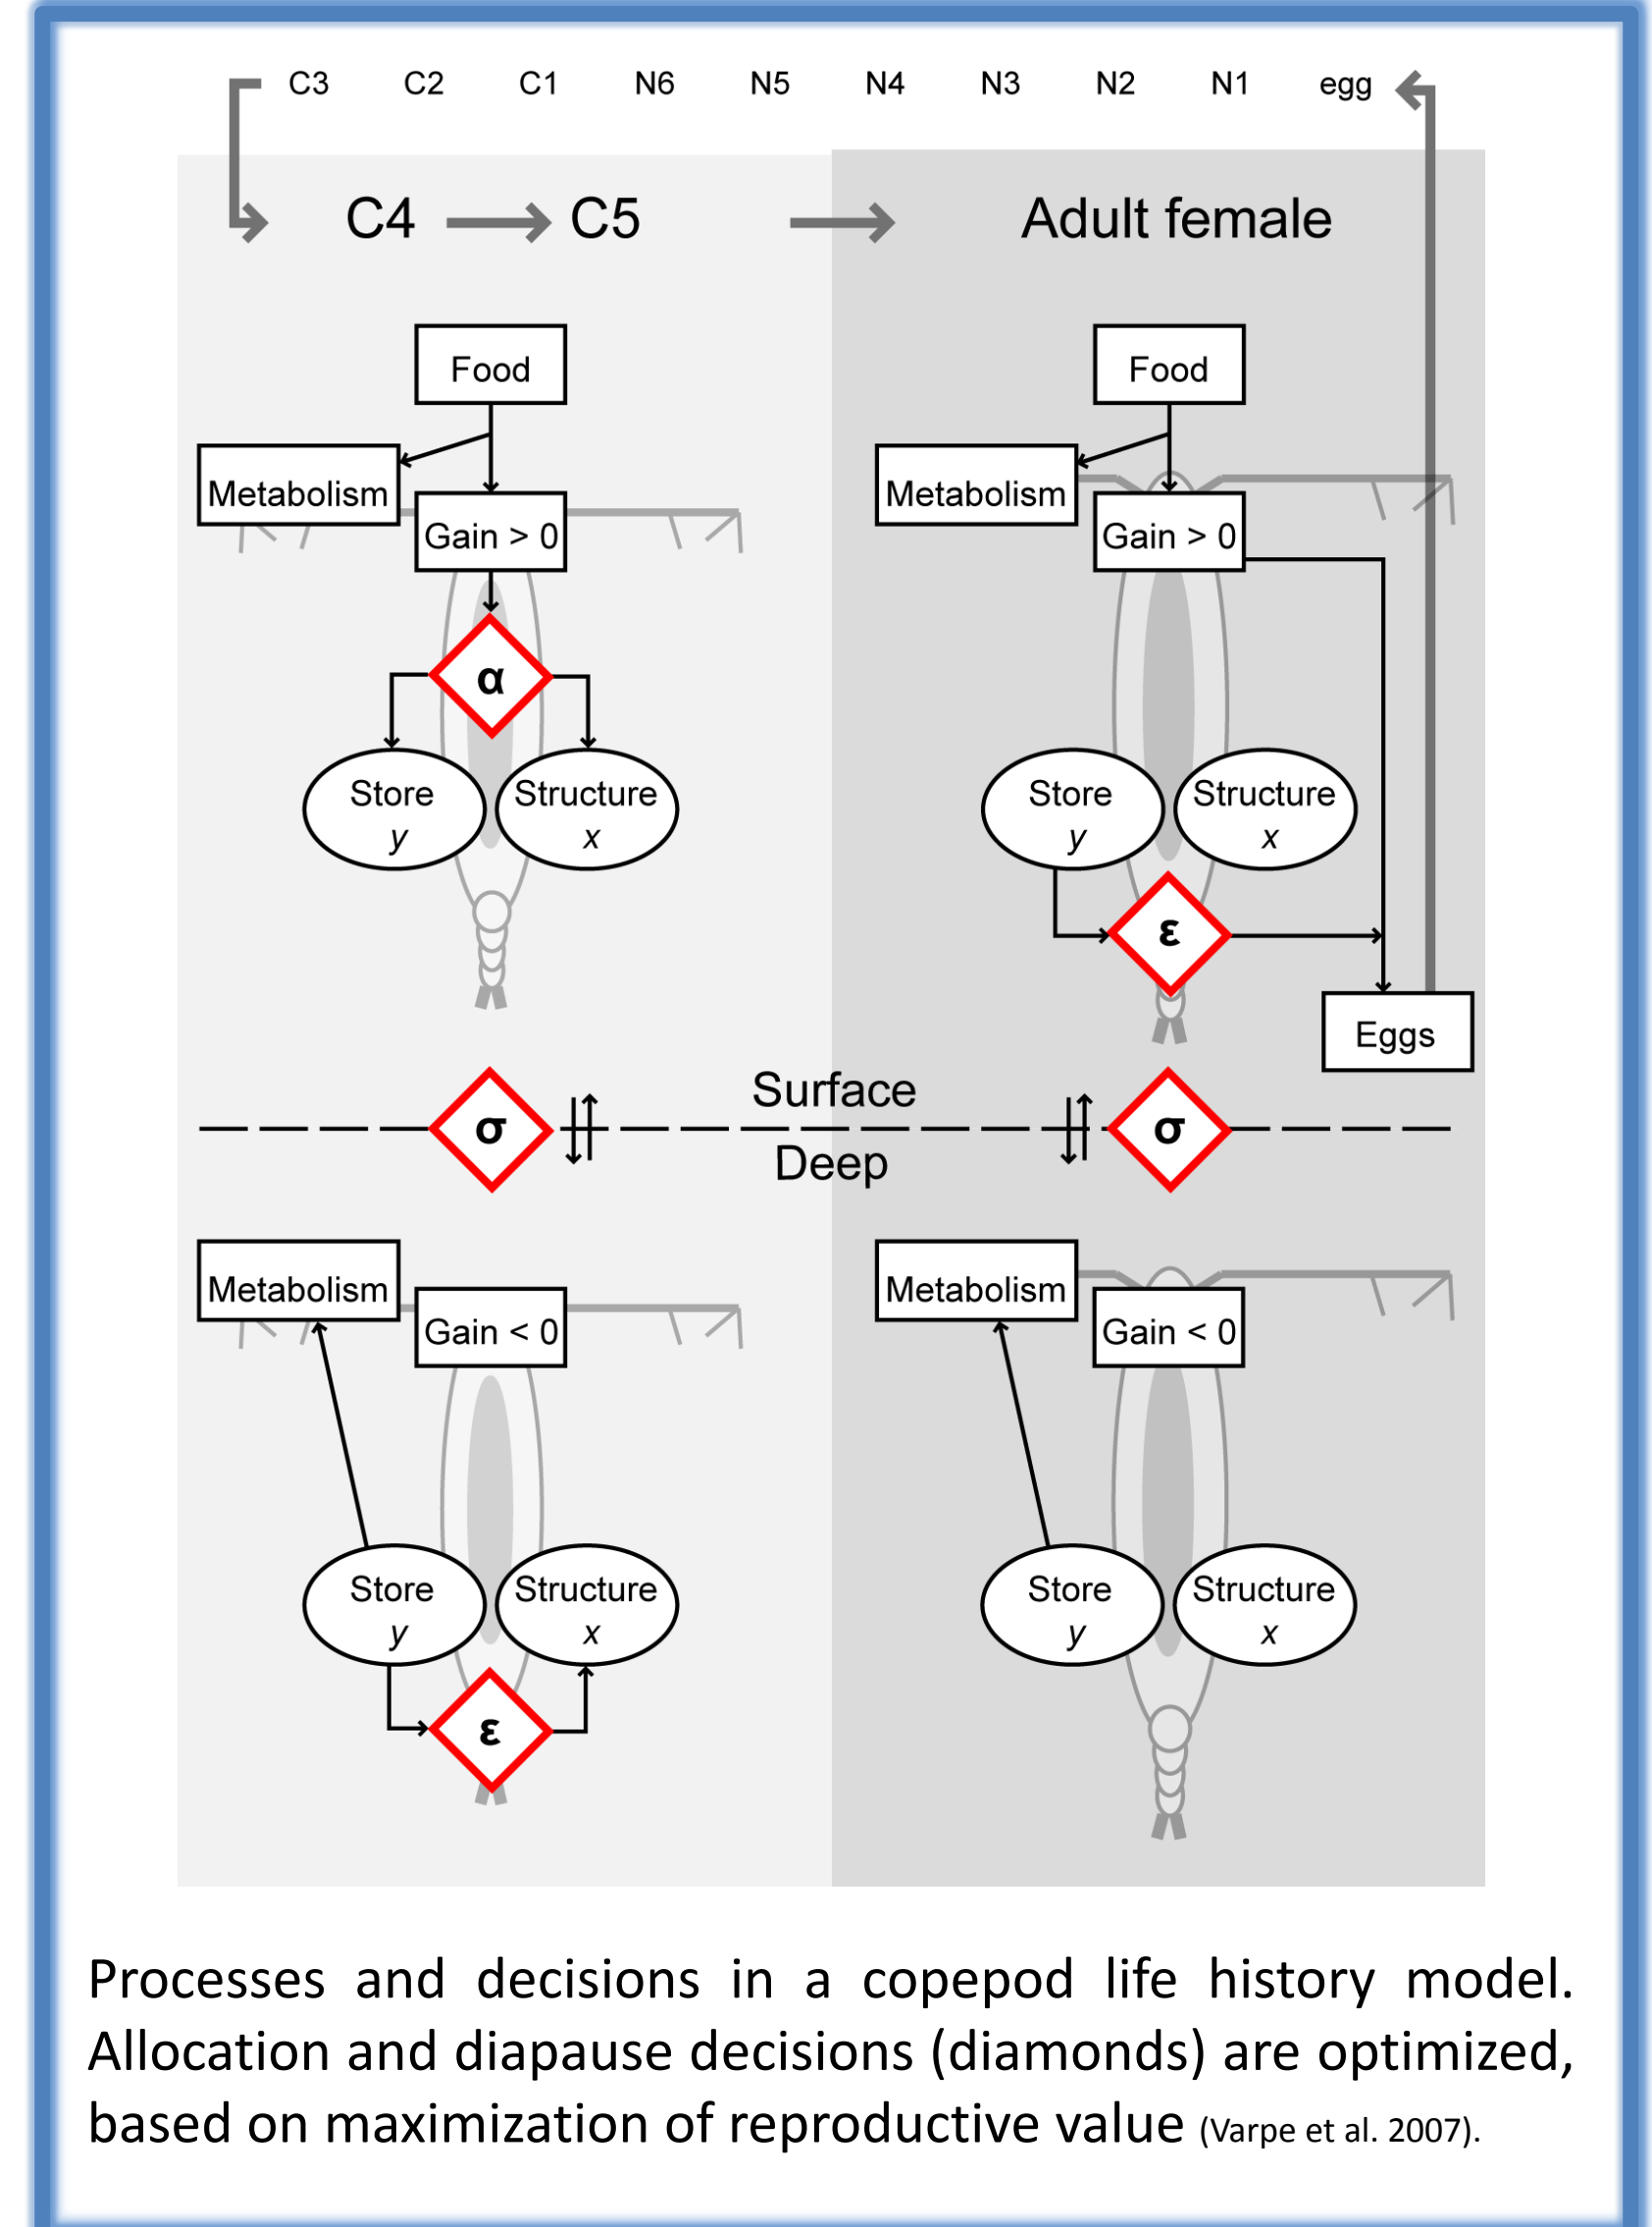 C3 C2 C1 N6 N5 N4 N3 N2 N1 egg
C4 C5 Adult female
Food Food
Metabolism Metabolism
Gain > 0 Gain > 0
α
Store Structure Store Structure
y x y x
ε
Eggs
Surface
σ σ
Deep
Metabolism Metabolism
Gain < 0 Gain < 0
Store Structure Store Structure
y x y x
ε
Processes and decisions in a copepod life history model.
Allocation and diapause decisions (diamonds) are optimized,
based on maximization of reproductive value (Varpe et al. 2007).